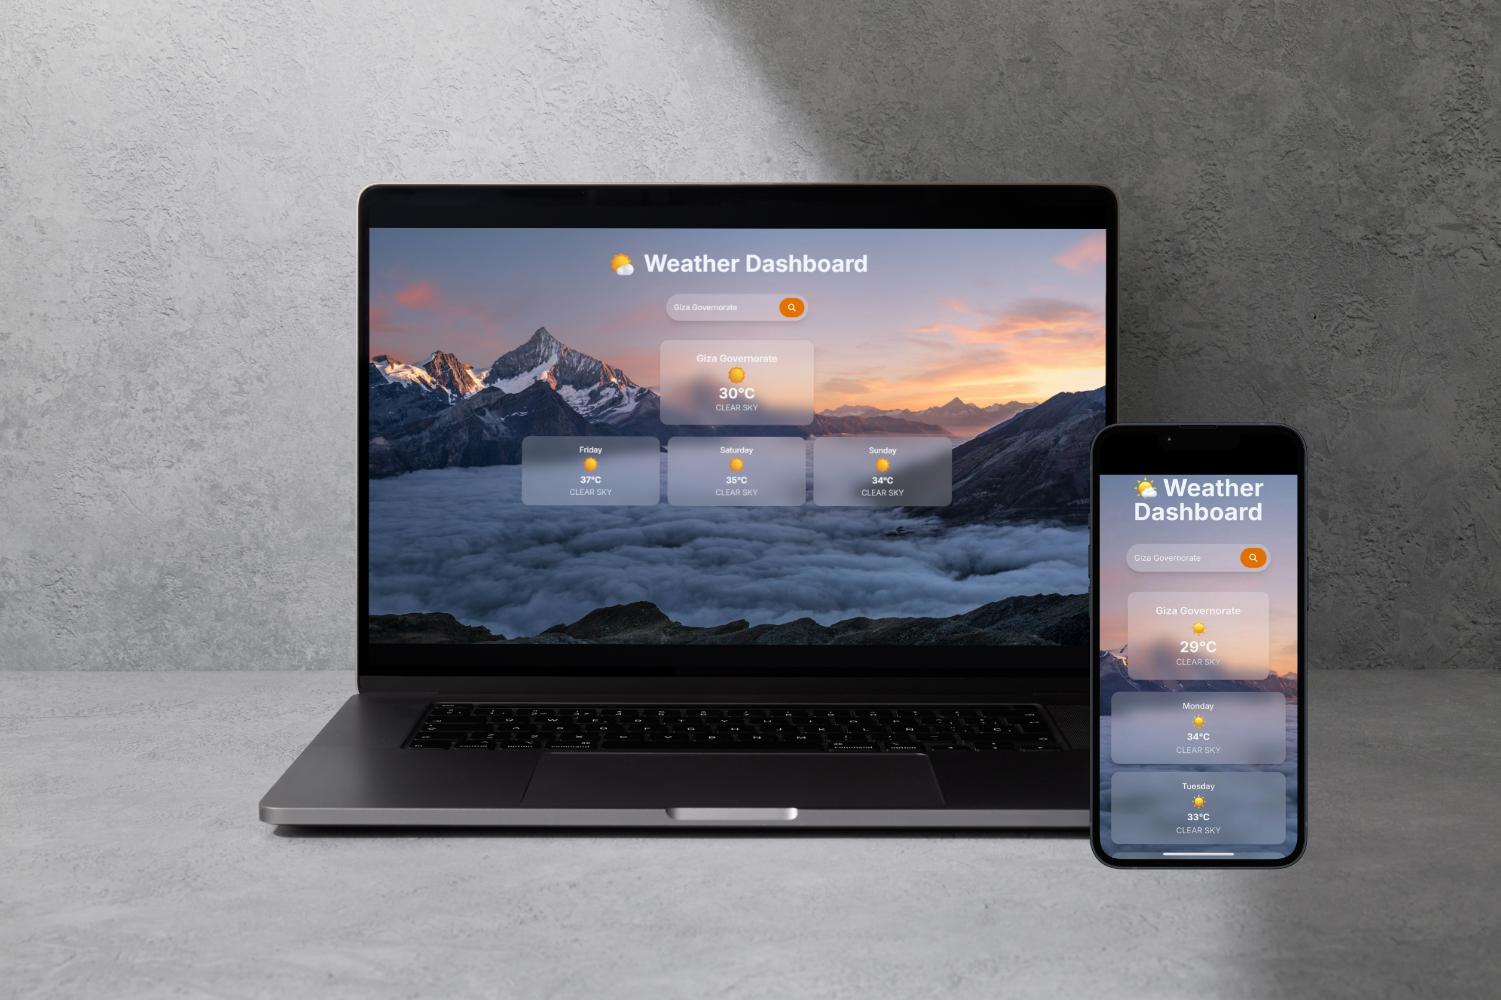 Weather Dashboard
Giza Governorate
Giza Governorate
30°C
CLEAR SKY
Friday
37°C
CLEAR SKY
Saturday
35°C
CLEAR SKY
Sunday
34°C
CLEAR SKY
Weather
Dashboard
Giza Governorate
Giza Governorate
29°C
CLEAR SKY
Monday
34°C
CLEAR SKY
Tuesday
33°C
CLEAR SKY